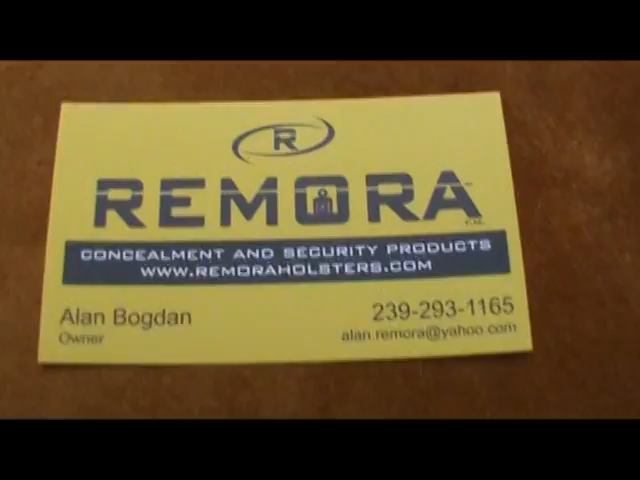 R
REMORA
CONCEALMENT AND SECURITY PRODUCTS
WWW.REMORAHOLSTERS.COM
Alan Bogdan
239-293-1165
Owner
alan.remora@yahoo.com